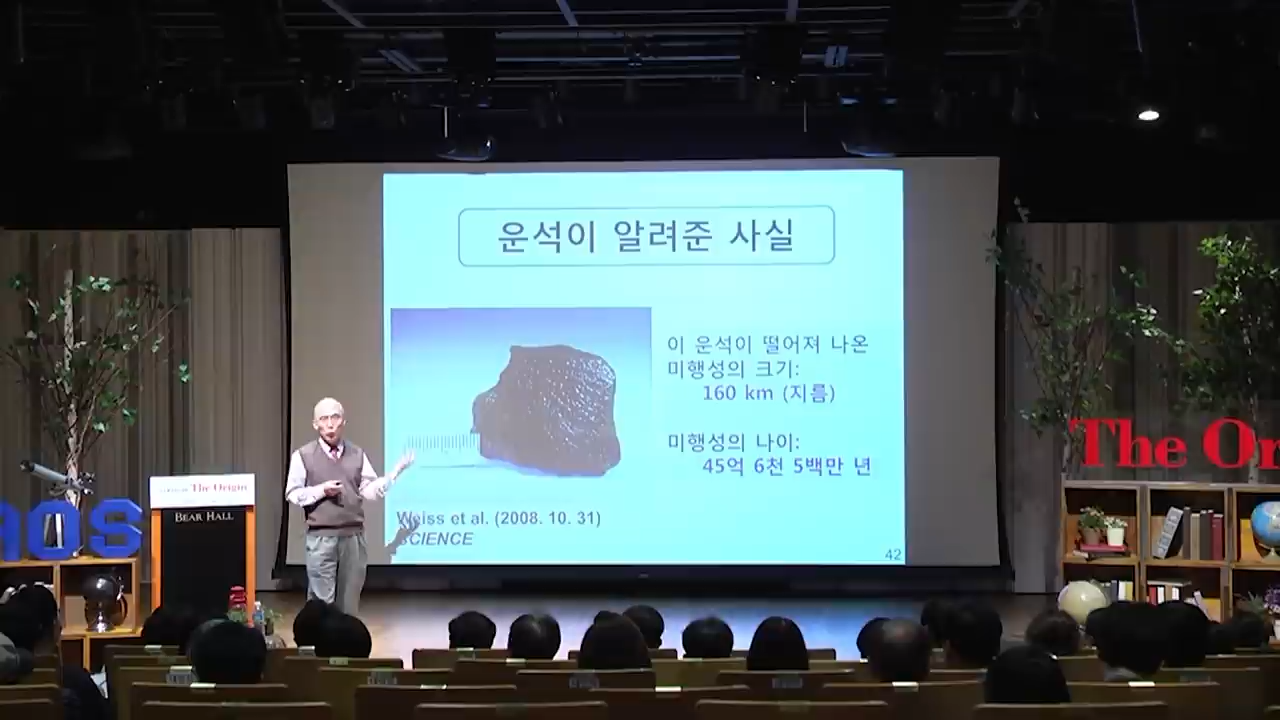 운석이 알려준 사실
이 운석이 떨어져 나온
미행성의 크기:
160 km (지름)
미행성의 나이:
45억 6천 5백만 년
Weiss et al. (2008. 10. 31)
SCIENCE
42
The Origin
BEAR HALL
AOS
The Or